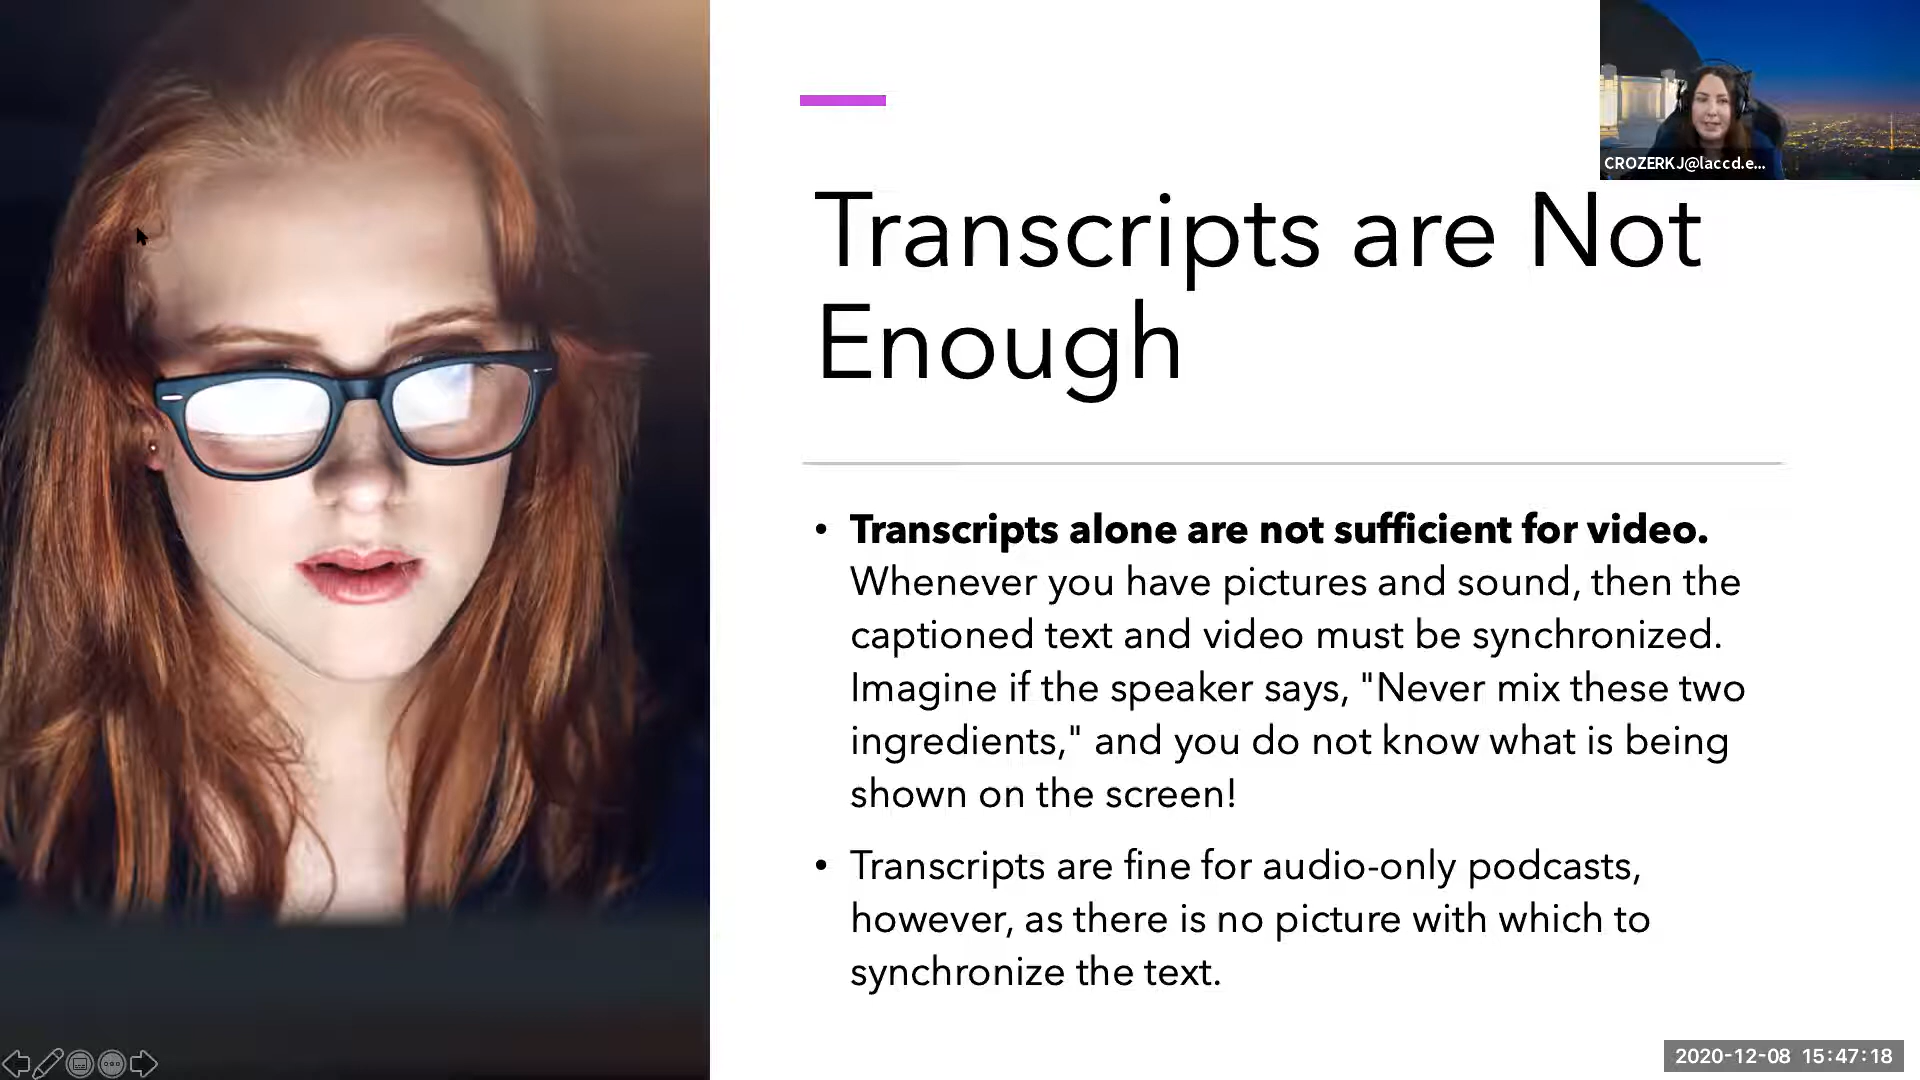 CROZERKJ@laccd.e...
Transcripts are Not
Enough
• Transcripts alone are not sufficient for video.
Whenever you have pictures and sound, then the
captioned text and video must be synchronized.
Imagine if the speaker says, "Never mix these two
ingredients," and you do not know what is being
shown on the screen!
• Transcripts are fine for audio-only podcasts,
however, as there is no picture with which to
synchronize the text.
2020-12-08 15:47:18